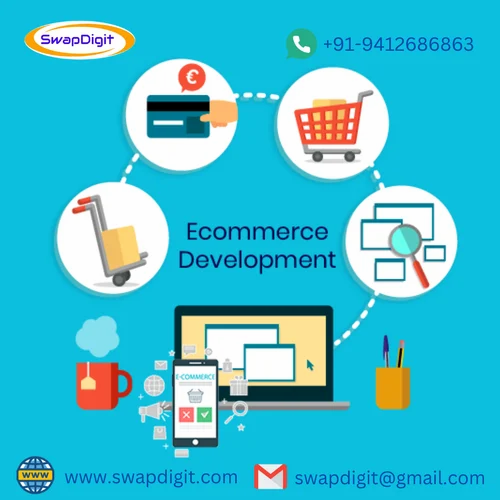 SwapDigit
+91-9412686863
€
Ecommerce
Development
E-COMMERCE
www
www.swapdigit.com
swapdigit@gmail.com